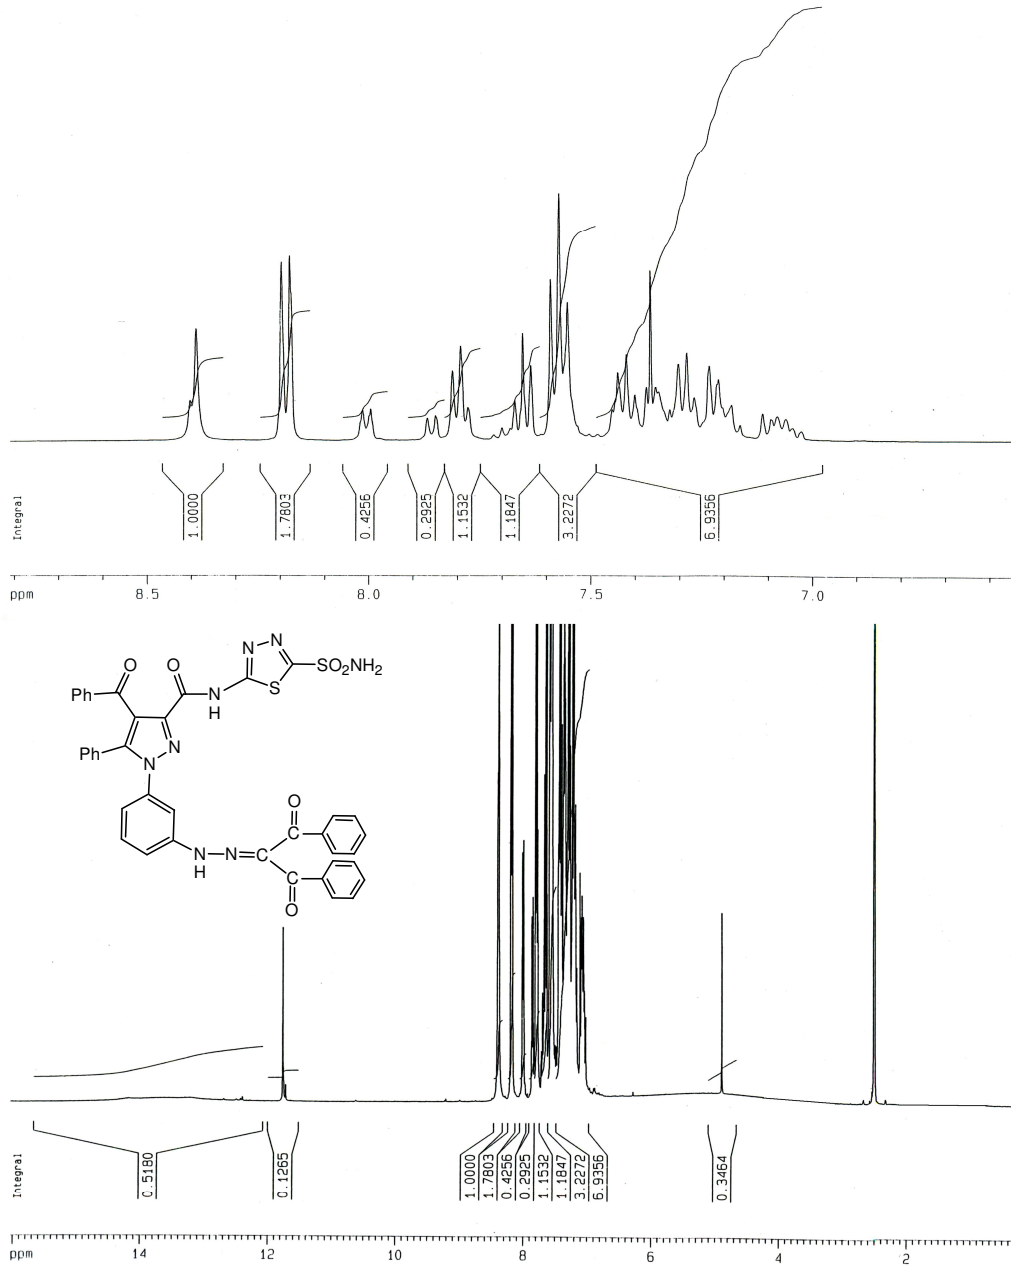 Integral
1.0000
1.7803
0.4256
0.2925
1.1532
1.1847
3.2272
6.9356
ppm
8.5
8.0
7.5
7.0
N
N
O
O
SO2NH2
Ph
N
S
H
Ph
N
N
O
C
N
N
C
H
C
O
Integral
0.5180
0.1265
1.0000
1.7803
0.4256
0.2925
1.1532
1.1847
3.2272
6.9356
0.3464
ppm
14
12
10
8
6
4
2